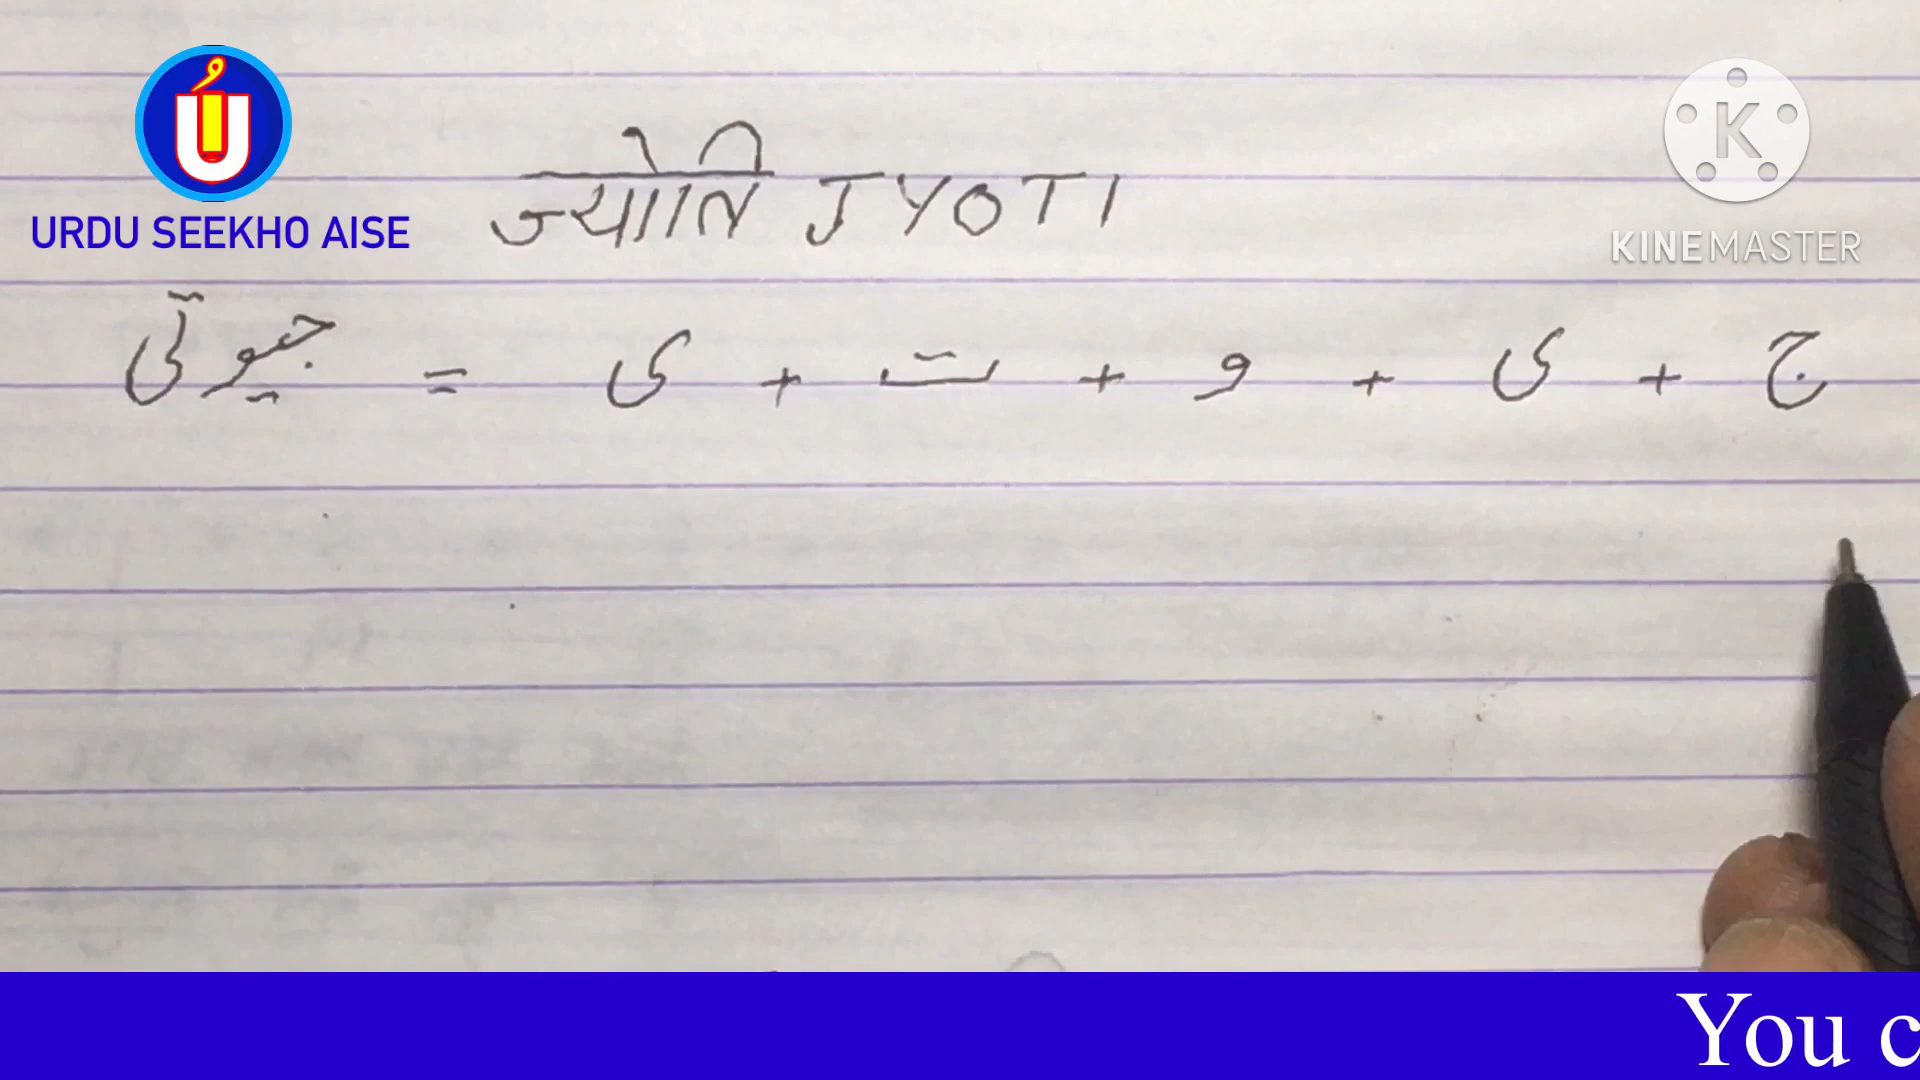 URDU SEEKHO AISE
KINEMASTER
ज्योति JYOTI
ج + ی + و + ت + ی = جیوتی
You c